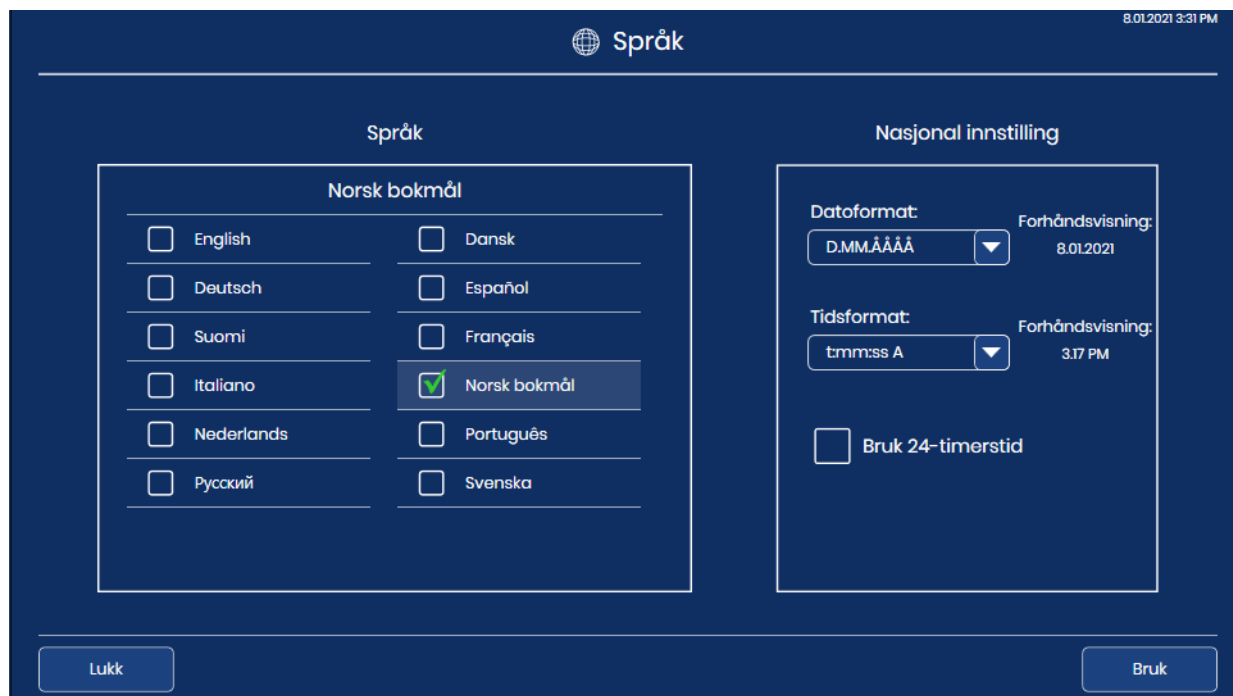 8.01.2021 3:31 PM
Språk
Språk
Norsk bokmål
English
Dansk
Deutsch
Español
Suomi
Français
Italiano
Norsk bokmål
Nederlands
Português
Русский
Svenska
Nasjonal innstilling
Datoformat:
Forhåndsvisning:
D.MM.ÅÅÅÅ
8.01.2021
Tidsformat:
Forhåndsvisning:
t:mm:ss A
3.17 PM
Bruk 24-timerstid
Lukk
Bruk